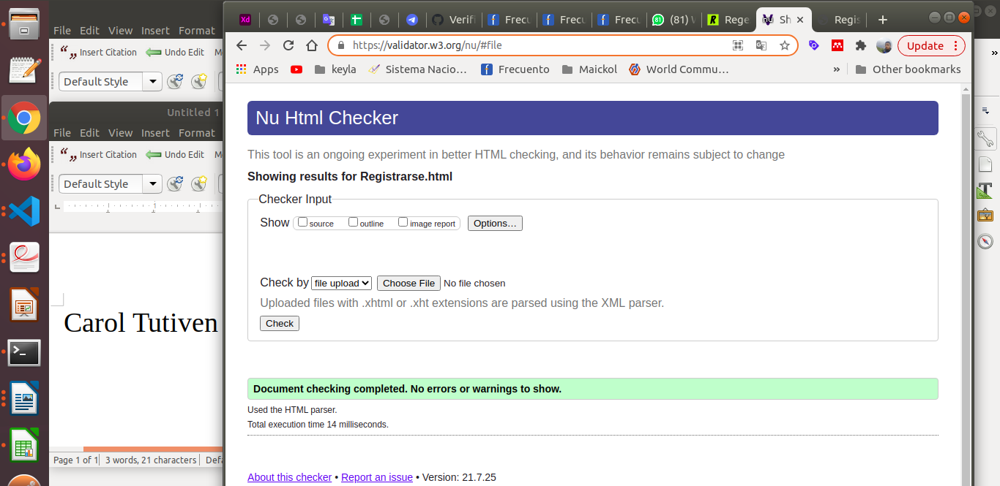 File Edit View Insert Format
Insert Citation Undo Edit
Default Style
Untitled 1
File Edit View Insert Format
Insert Citation Undo Edit
Default Style
1
Carol Tutiven
Page 1 of 1 3 words, 21 characters
Xd Verifi Frecu Frecu Frecu (81) Rege Sh Regis
https://validator.w3.org/nu/#file
Update
Apps keyla Sistema Nacio… Frecuento Maickol World Commu… » Other bookmarks
Nu Html Checker
This tool is an ongoing experiment in better HTML checking, and its behavior remains subject to change
Showing results for Registrarse.html
Checker Input
Show source outline image report Options…
Check by file upload Choose File No file chosen
Uploaded files with .xhtml or .xht extensions are parsed using the XML parser.
Check
Document checking completed. No errors or warnings to show.
Used the HTML parser.
Total execution time 14 milliseconds.
About this checker • Report an issue • Version: 21.7.25